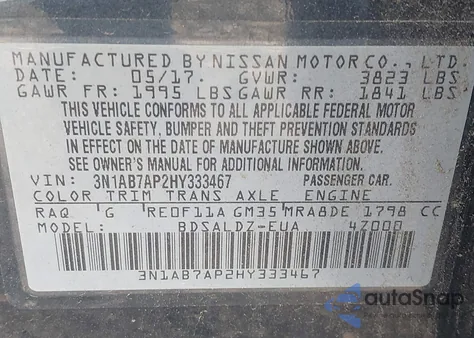 MANUFACTURED BY NISSAN MOTOR CO., LTD.
DATE: 05/17. GVWR: 3823 LBS
GAWR FR: 1995 LBS GAWR RR: 1841 LBS
THIS VEHICLE CONFORMS TO ALL APPLICABLE FEDERAL MOTOR
VEHICLE SAFETY, BUMPER AND THEFT PREVENTION STANDARDS
IN EFFECT ON THE DATE OF MANUFACTURE SHOWN ABOVE.
SEE OWNER'S MANUAL FOR ADDITIONAL INFORMATION.
VIN: 3N1AB7AP2HY333467 PASSENGER CAR.
COLOR TRIM TRANS AXLE ENGINE
RAQ G RE0F11A GM35 MRA8DE 1798 CC
MODEL: BDSALDZ-EUA 4Z000
3N1AB7AP2HY333467
autoSnap